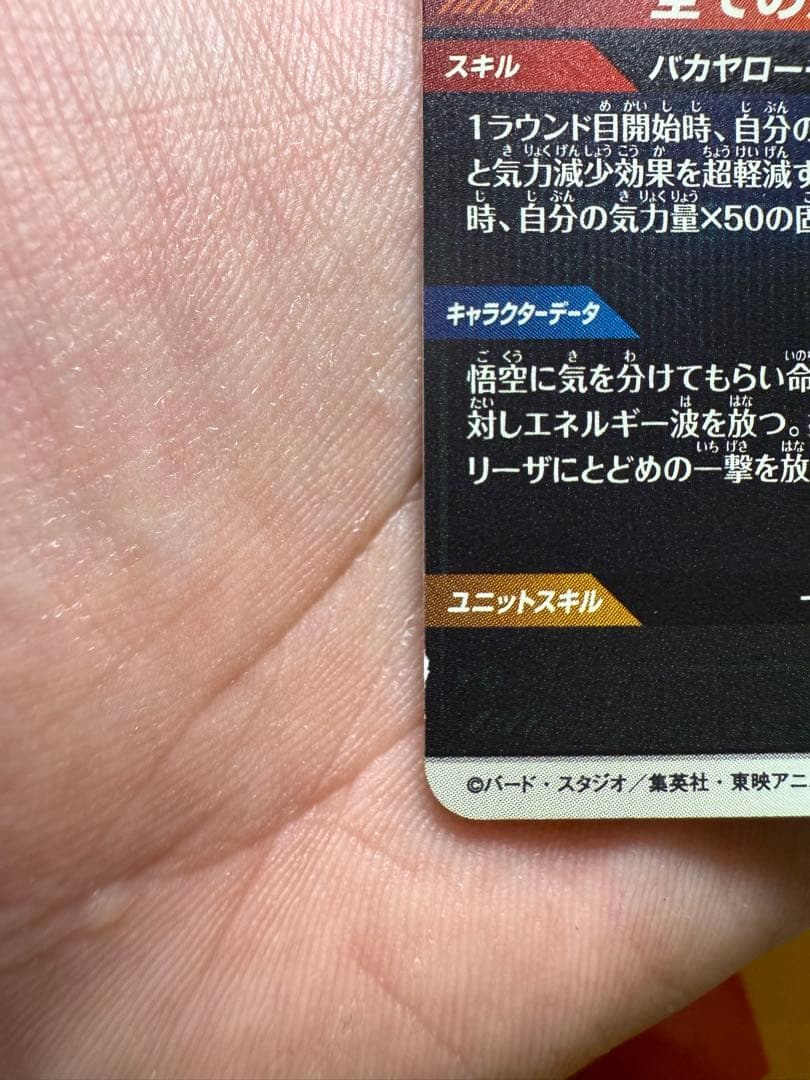 全ての
スキル
バカヤロー
1ラウンド目開始時、自分の
と気力減少効果を超軽減す
時、自分の気力量×50の固
キャラクターデータ
悟空に気を分けてもらい命
対しエネルギー波を放つ。
リーザにとどめの一撃を放
ユニットスキル
©バード・スタジオ／集英社・東映アニ